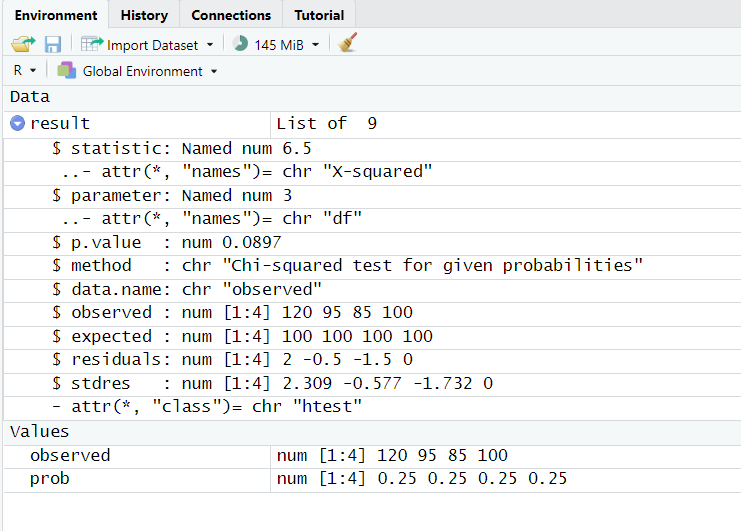 Environment History Connections Tutorial
Import Dataset 145 MiB
R Global Environment
Data
result List of 9
$ statistic: Named num 6.5
..- attr(*, "names")= chr "X-squared"
$ parameter: Named num 3
..- attr(*, "names")= chr "df"
$ p.value : num 0.0897
$ method : chr "Chi-squared test for given probabilities"
$ data.name: chr "observed"
$ observed : num [1:4] 120 95 85 100
$ expected : num [1:4] 100 100 100 100
$ residuals: num [1:4] 2 -0.5 -1.5 0
$ stdres : num [1:4] 2.309 -0.577 -1.732 0
- attr(*, "class")= chr "htest"
Values
observed num [1:4] 120 95 85 100
prob num [1:4] 0.25 0.25 0.25 0.25